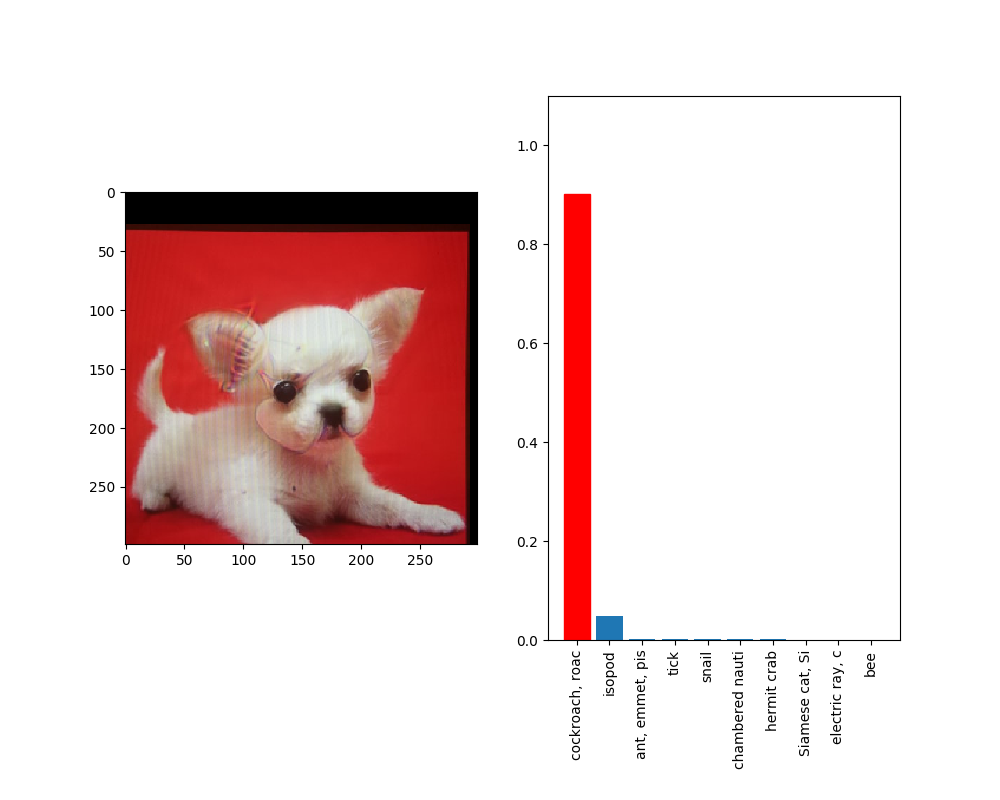 0
50
100
150
200
250
0 50 100 150 200 250
1.0
0.8
0.6
0.4
0.2
0.0
cockroach, roac
isopod
ant, emmet, pis
tick
snail
chambered nauti
hermit crab
Siamese cat, Si
electric ray, c
bee